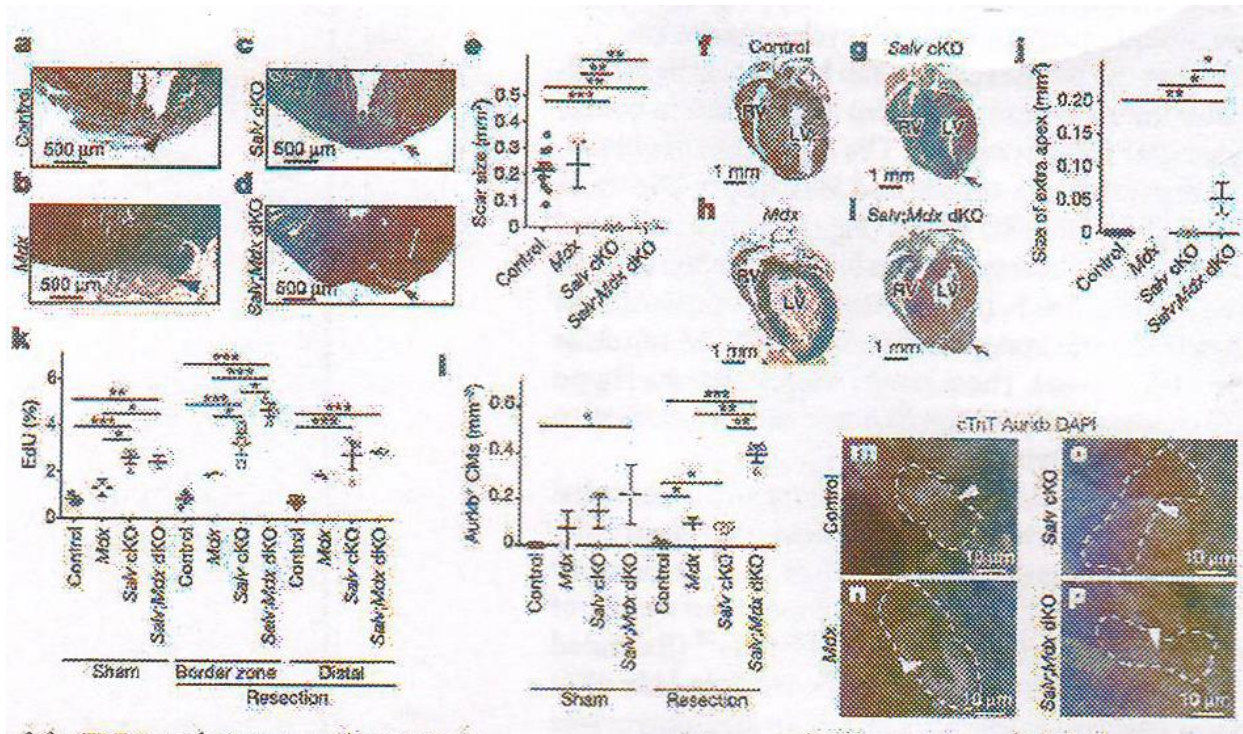 Control
500 µm
Salv cKO
500 µm
Mdx
500 µm
Salv;Mdx dKO
500 µm
Scar size (mm²)
0.5
0.4
0.3
0.2
0.1
0
***
**
**
**
Control
Mdx
Salv cKO
Salv;Mdx dKO
f
Control
RV
LV
1 mm
g
Salv cKO
RV
LV
1 mm
h
Mdx
RV
LV
1 mm
i
Salv;Mdx dKO
RV
LV
1 mm
Size of extra apex (mm²)
0.20
0.15
0.10
0.05
0
**
*
*
Control
Mdx
Salv cKO
Salv;Mdx dKO
EdU (%)
6
4
2
0
***
***
**
*
***
*
***
*
***
***
Control
Mdx
Salv cKO
Salv;Mdx dKO
Control
Mdx
Salv cKO
Salv;Mdx dKO
Control
Mdx
Salv cKO
Salv;Mdx dKO
Sham
Border zone
Distal
Resection
Aurkb⁺ CMs (mm⁻²)
0.6
0.4
0.2
0
*
***
**
**
*
*
Control
Mdx
Salv cKO
Salv;Mdx dKO
Control
Mdx
Salv cKO
Salv;Mdx dKO
Sham
Resection
cTnT Aurkb DAPI
m
Control
10 µm
o
Salv cKO
10 µm
n
Mdx
10 µm
p
Salv;Mdx dKO
10 µm